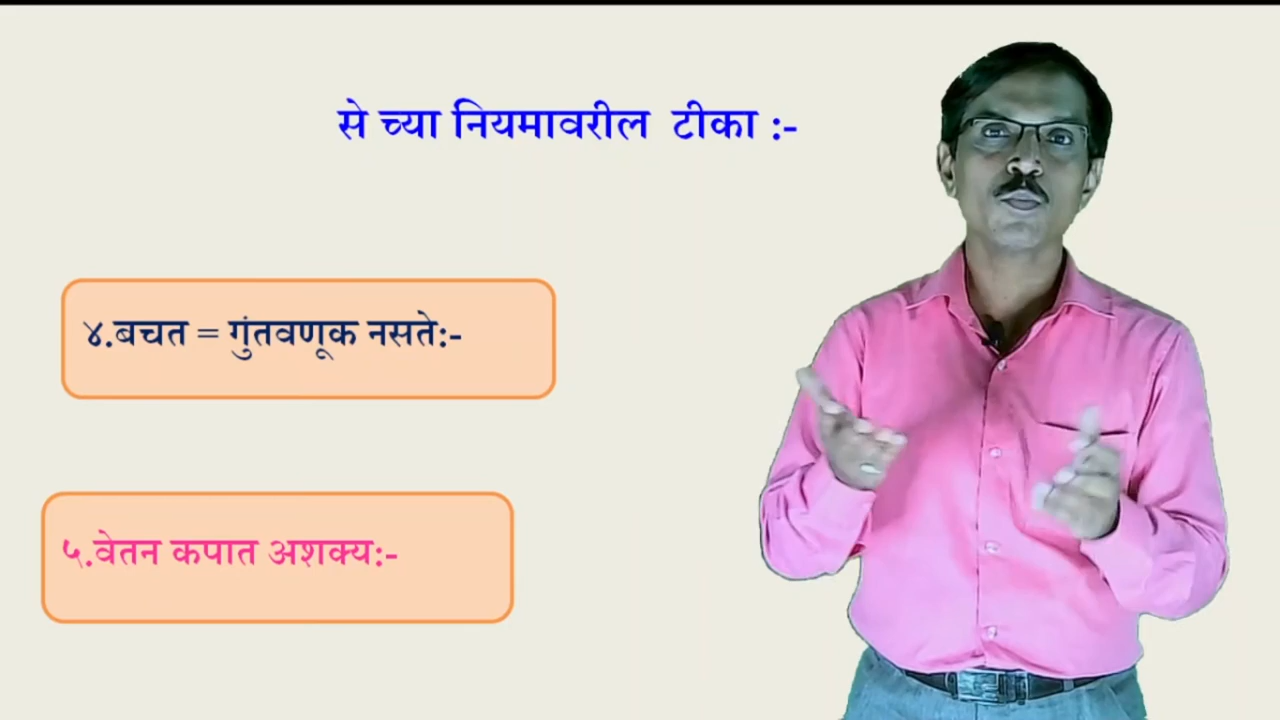 से च्या नियमावरील टीका :-
४.बचत = गुंतवणूक नसते:-
५.वेतन कपात अशक्य:-